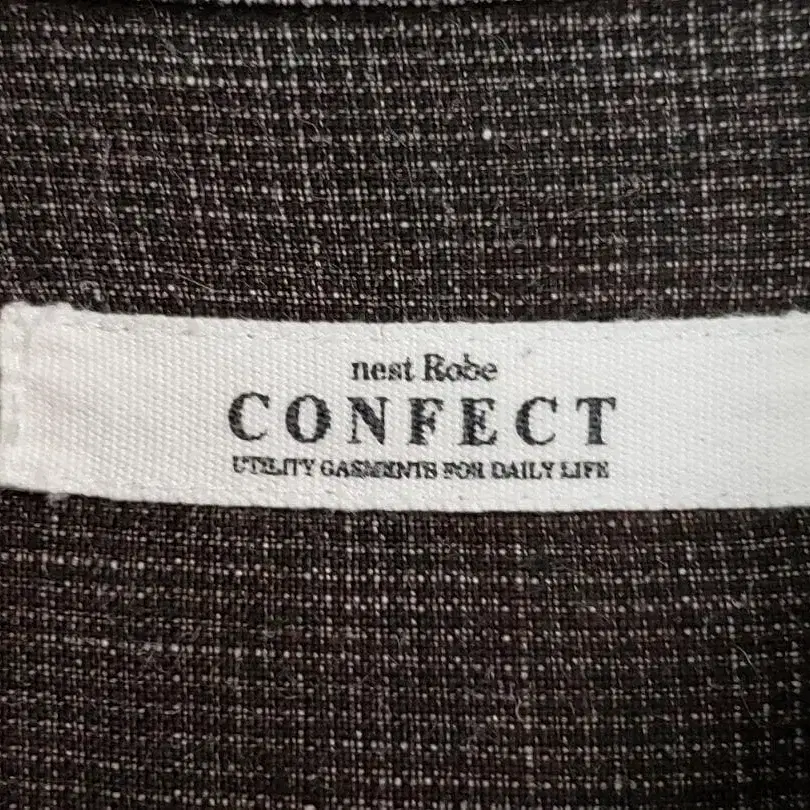 nest Robe
CONFECT
UTILITY GARMENTS FOR DAILY LIFE